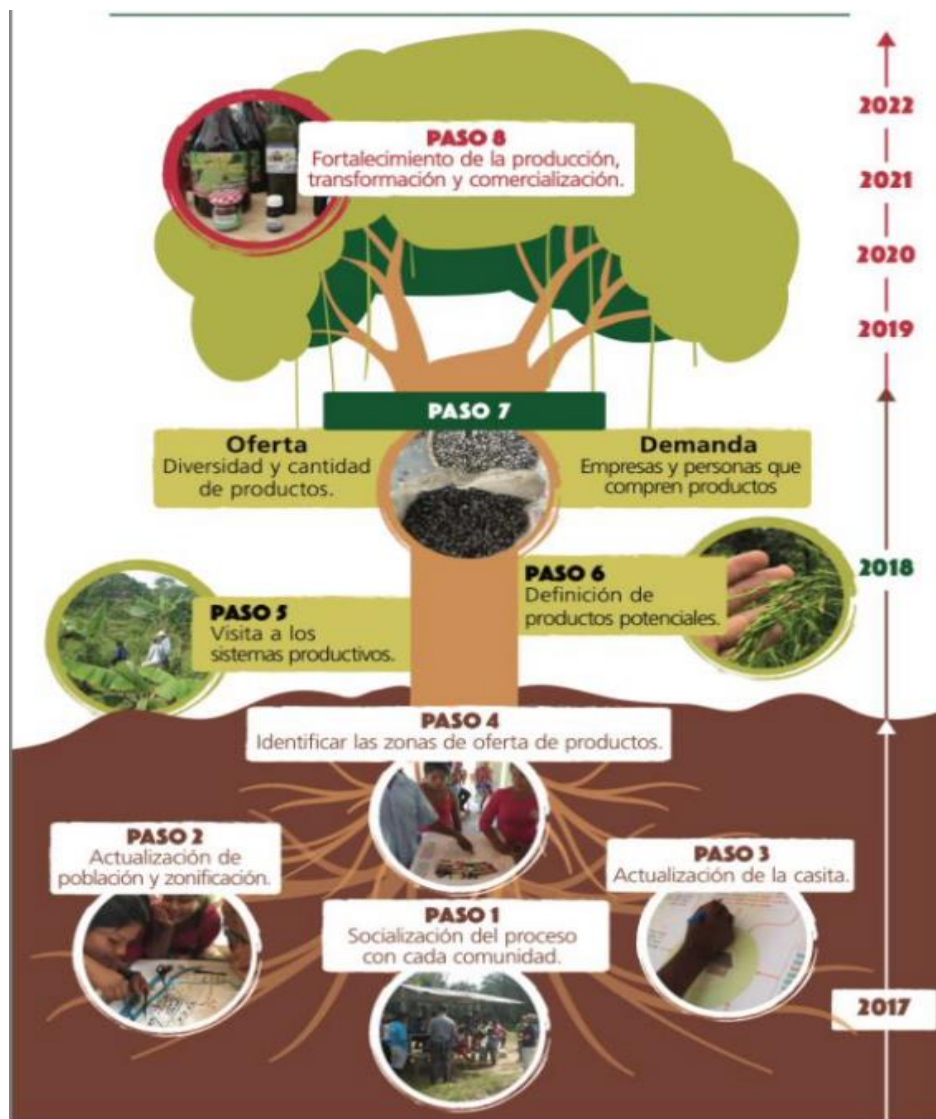 2022
PASO 8
Fortalecimiento de la producción,
transformación y comercialización.
2021
2020
2019
PASO 7
Oferta
Diversidad y cantidad
de productos.
Demanda
Empresas y personas que
compren productos
2018
PASO 6
Definición de
productos potenciales.
PASO 5
Visita a los
sistemas productivos.
PASO 4
Identificar las zonas de oferta de productos.
PASO 2
Actualización de
población y zonificación.
PASO 3
Actualización de la casita.
PASO 1
Socialización del proceso
con cada comunidad.
2017